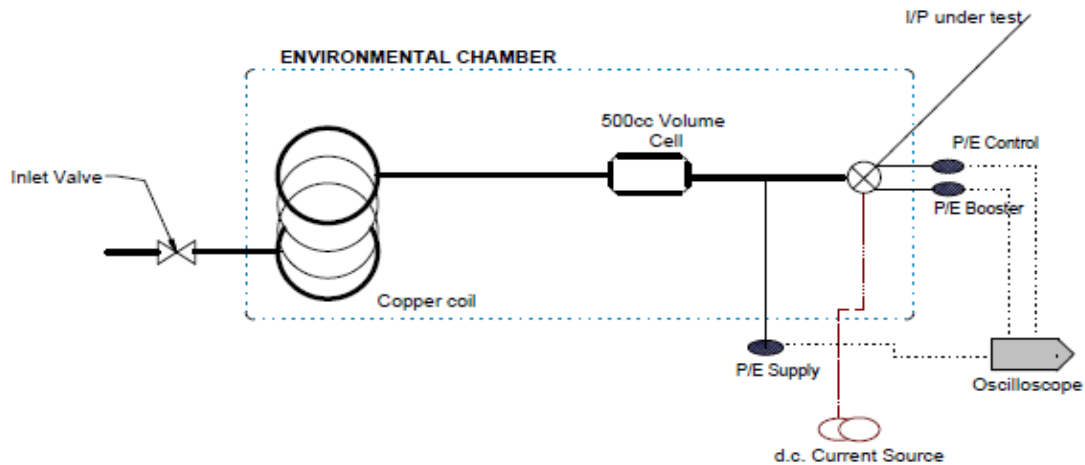 I/P under test
ENVIRONMENTAL CHAMBER
500cc Volume
Cell
P/E Control
Inlet Valve
P/E Booster
Copper coil
P/E Supply
Oscilloscope
d.c. Current Source